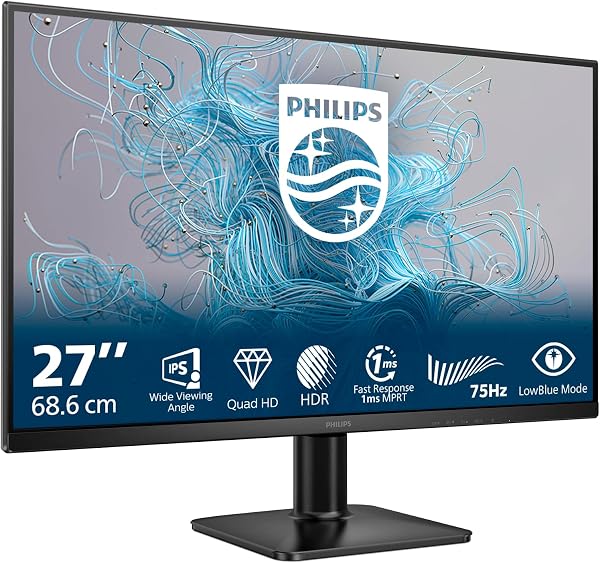 PHILIPS
27”
68.6 cm
IPS
Wide Viewing
Angle
Quad HD
HDR
1ms
Fast Response
1ms MPRT
75Hz
LowBlue Mode
PHILIPS